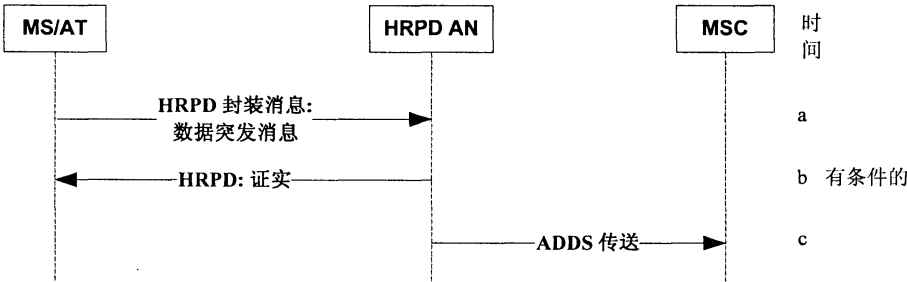 MS/AT
HRPD AN
MSC
时
间
HRPD 封装消息:
数据突发消息
a
HRPD: 证实
b 有条件的
ADDS 传送
c